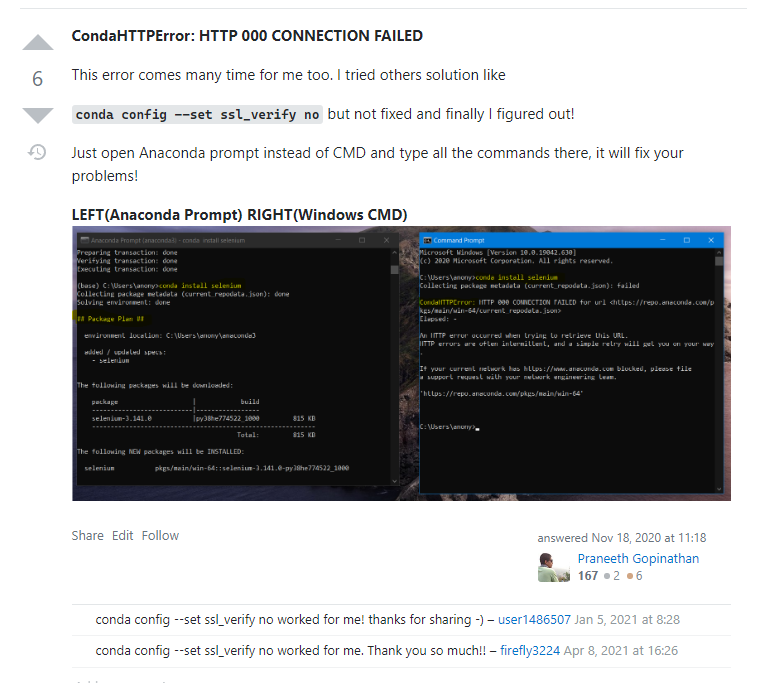 CondaHTTPError: HTTP 000 CONNECTION FAILED
6
This error comes many time for me too. I tried others solution like
conda config --set ssl_verify no but not fixed and finally I figured out!
Just open Anaconda prompt instead of CMD and type all the commands there, it will fix your
problems!
LEFT(Anaconda Prompt) RIGHT(Windows CMD)
Anaconda Prompt (anaconda3) - conda install selenium
Preparing transaction: done
Verifying transaction: done
Executing transaction: done
(base) C:\Users\anony>conda install selenium
Collecting package metadata (current_repodata.json): done
Solving environment: done
## Package Plan ##
environment location: C:\Users\anony\anaconda3
added / updated specs:
- selenium
The following packages will be downloaded:
package | build
---------------------------|-----------------
selenium-3.141.0 |py38he774522_1000 815 KB
------------------------------------------------------------
Total: 815 KB
The following NEW packages will be INSTALLED:
selenium pkgs/main/win-64::selenium-3.141.0-py38he774522_1000
Command Prompt
Microsoft Windows [Version 10.0.19042.630]
(c) 2020 Microsoft Corporation. All rights reserved.
C:\Users\anony>conda install selenium
Collecting package metadata (current_repodata.json): failed
CondaHTTPError: HTTP 000 CONNECTION FAILED for url <https://repo.anaconda.com/p
kgs/main/win-64/current_repodata.json>
Elapsed: -
An HTTP error occurred when trying to retrieve this URL.
HTTP errors are often intermittent, and a simple retry will get you on your way
.
If your current network has https://www.anaconda.com blocked, please file
a support request with your network engineering team.
'https://repo.anaconda.com/pkgs/main/win-64'
C:\Users\anony>
Share Edit Follow
answered Nov 18, 2020 at 11:18
Praneeth Gopinathan
167 ●2 ●6
conda config --set ssl_verify no worked for me! thanks for sharing -) – user1486507 Jan 5, 2021 at 8:28
conda config --set ssl_verify no worked for me. Thank you so much!! – firefly3224 Apr 8, 2021 at 16:26